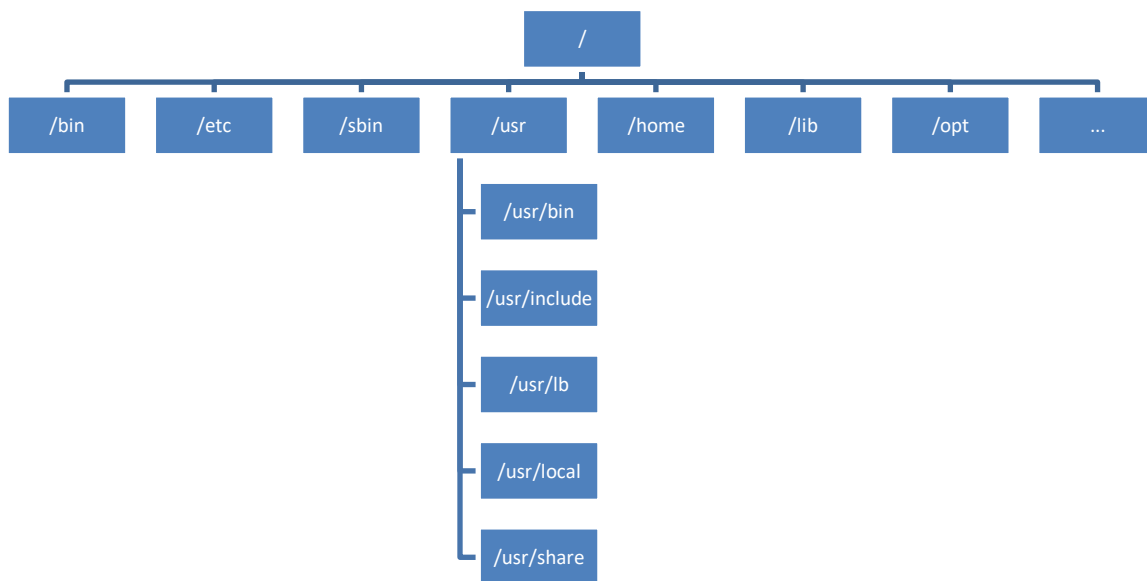 /
/bin
/etc
/sbin
/usr
/home
/lib
/opt
...
/usr/bin
/usr/include
/usr/lb
/usr/local
/usr/share